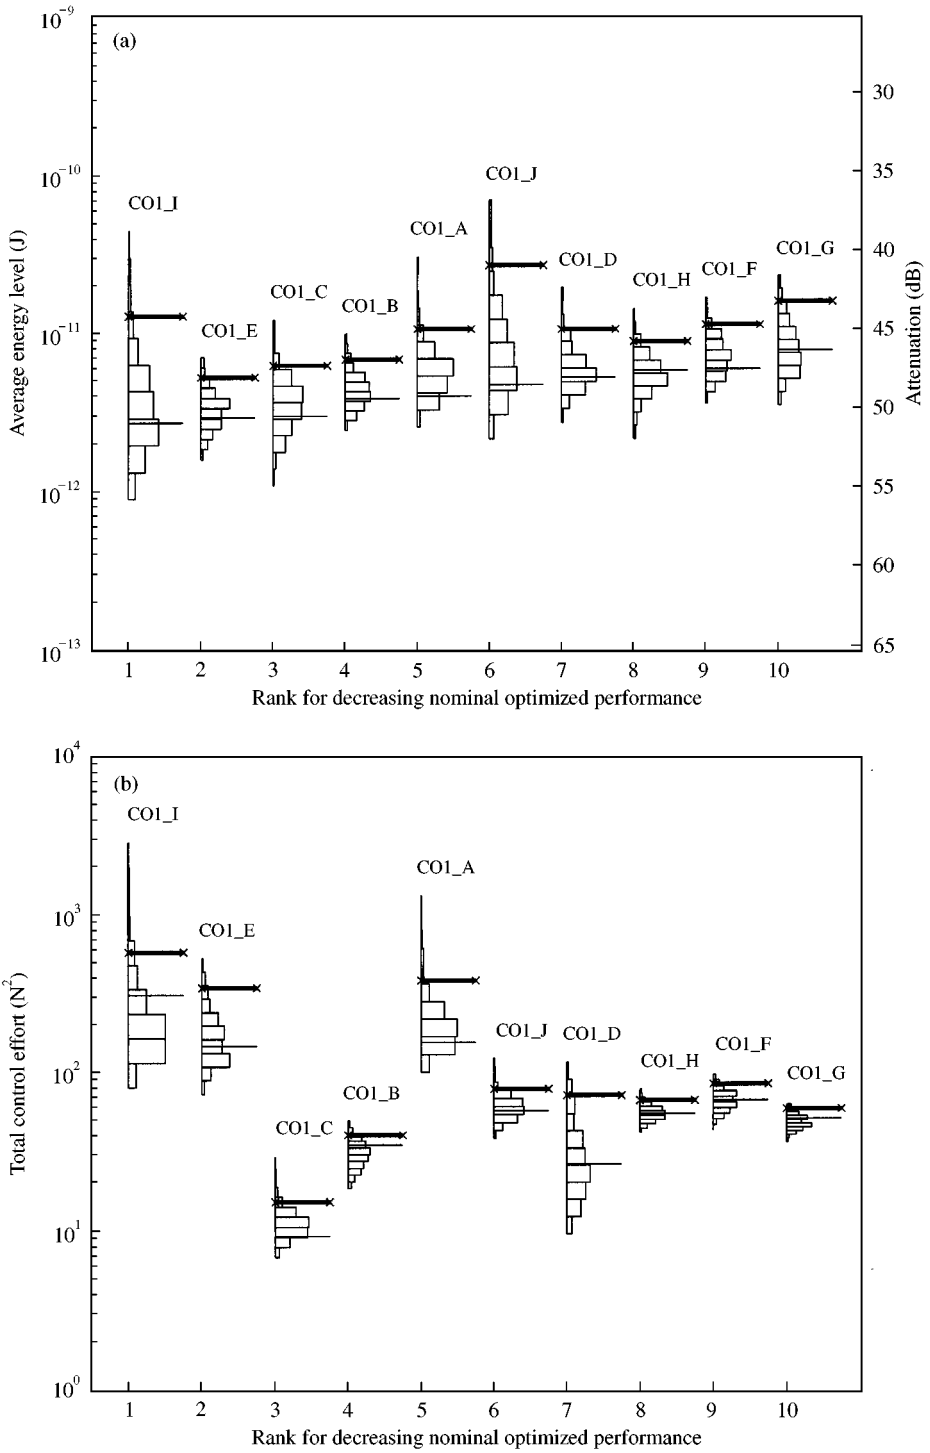 10⁻⁹
(a)
30
35
10⁻¹⁰
CO1_J
CO1_I
CO1_A
CO1_G
40
CO1_D
CO1_F
CO1_H
CO1_C
CO1_B
CO1_E
10⁻¹¹
45
50
10⁻¹²
55
60
10⁻¹³
65
Average energy level (J)
Attenuation (dB)
1 2 3 4 5 6 7 8 9 10
Rank for decreasing nominal optimized performance
10⁴
(b)
CO1_I
CO1_A
10³
CO1_E
CO1_J
CO1_D
CO1_F
CO1_H
10²
CO1_G
CO1_B
CO1_C
10¹
10⁰
Total control effort (N²)
1 2 3 4 5 6 7 8 9 10
Rank for decreasing nominal optimized performance